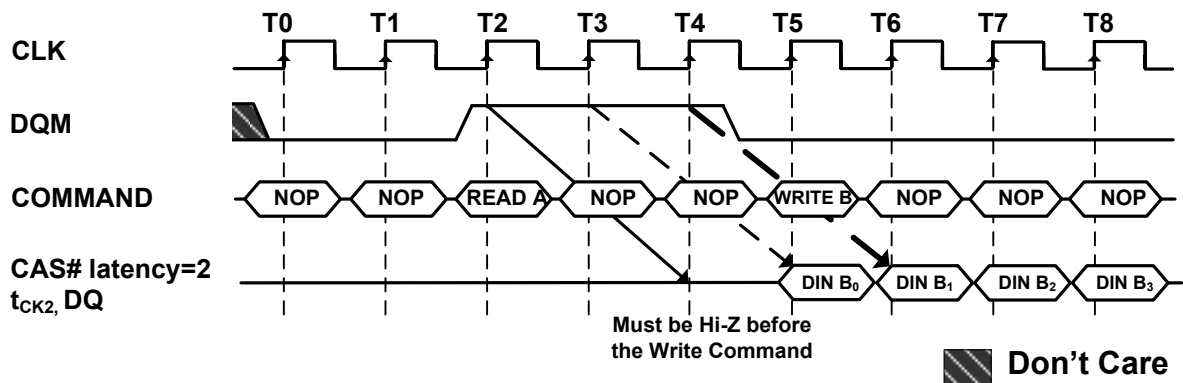 T0 T1 T2 T3 T4 T5 T6 T7 T8
CLK
DQM
COMMAND NOP NOP READ A NOP NOP WRITE B NOP NOP NOP
CAS# latency=2
tCK2, DQ DIN B0 DIN B1 DIN B2 DIN B3
Must be Hi-Z before
the Write Command
Don't Care